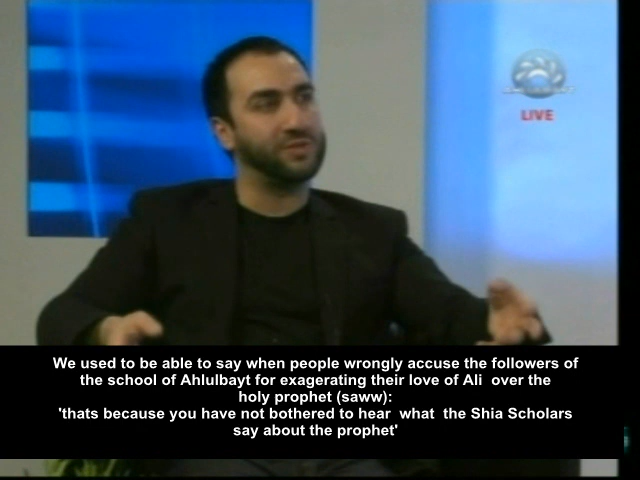 LIVE
We used to be able to say when people wrongly accuse the followers of
the school of Ahlulbayt for exagerating their love of Ali  over the
holy prophet (saww):
'thats because you have not bothered to hear  what  the Shia Scholars
say about the prophet'